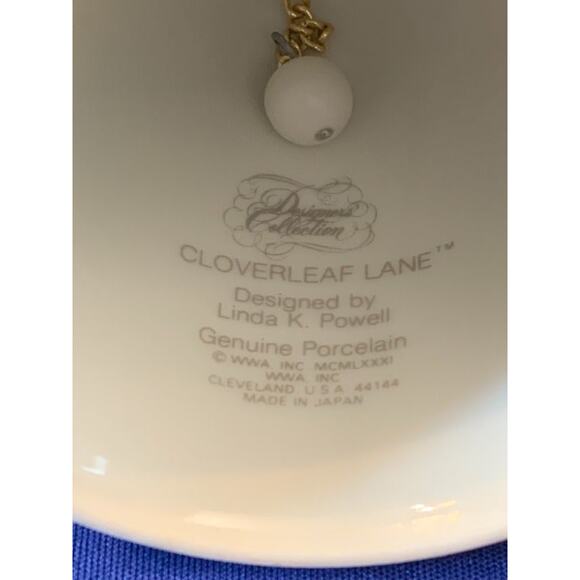 Designers'
Collection
CLOVERLEAF LANE™
Designed by
Linda K. Powell
Genuine Porcelain
© WWA, INC MCMLXXXI
WWA, INC
CLEVELAND, U.S.A. 44144
MADE IN JAPAN